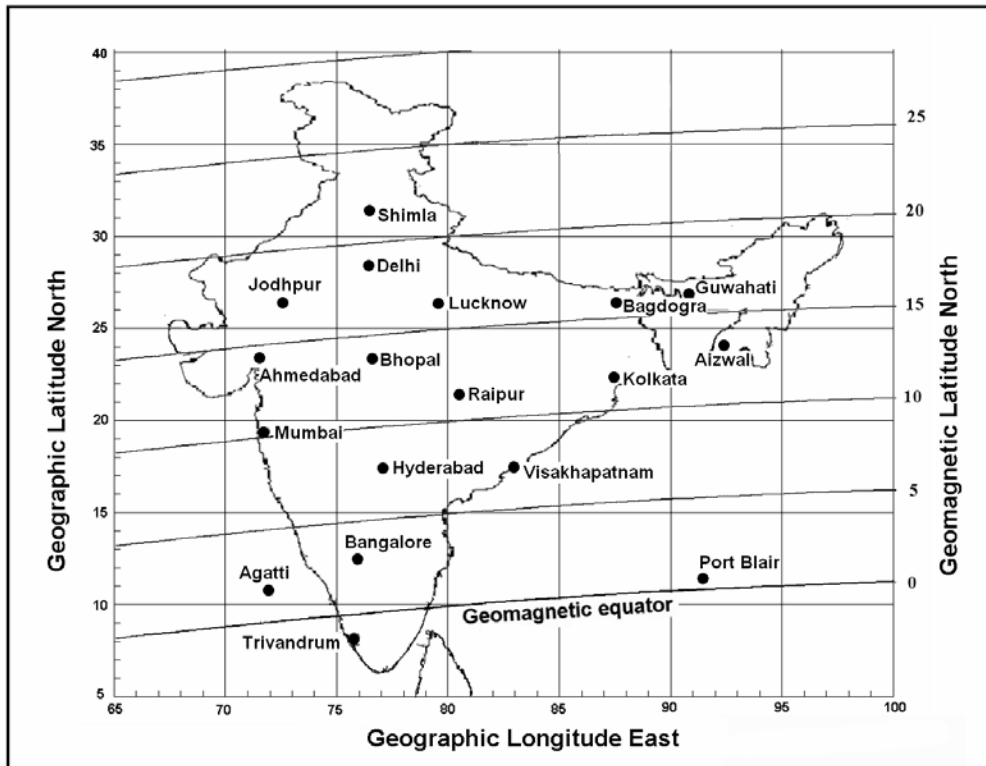 40
35
30
25
20
15
10
5
65
70
75
80
85
90
95
100
25
20
15
10
5
0
Geographic Latitude North
Geomagnetic Latitude North
Geographic Longitude East
Shimla
Delhi
Jodhpur
Lucknow
Bagdogra
Guwahati
Aizwal
Ahmedabad
Bhopal
Kolkata
Raipur
Mumbai
Hyderabad
Visakhapatnam
Bangalore
Agatti
Port Blair
Geomagnetic equator
Trivandrum